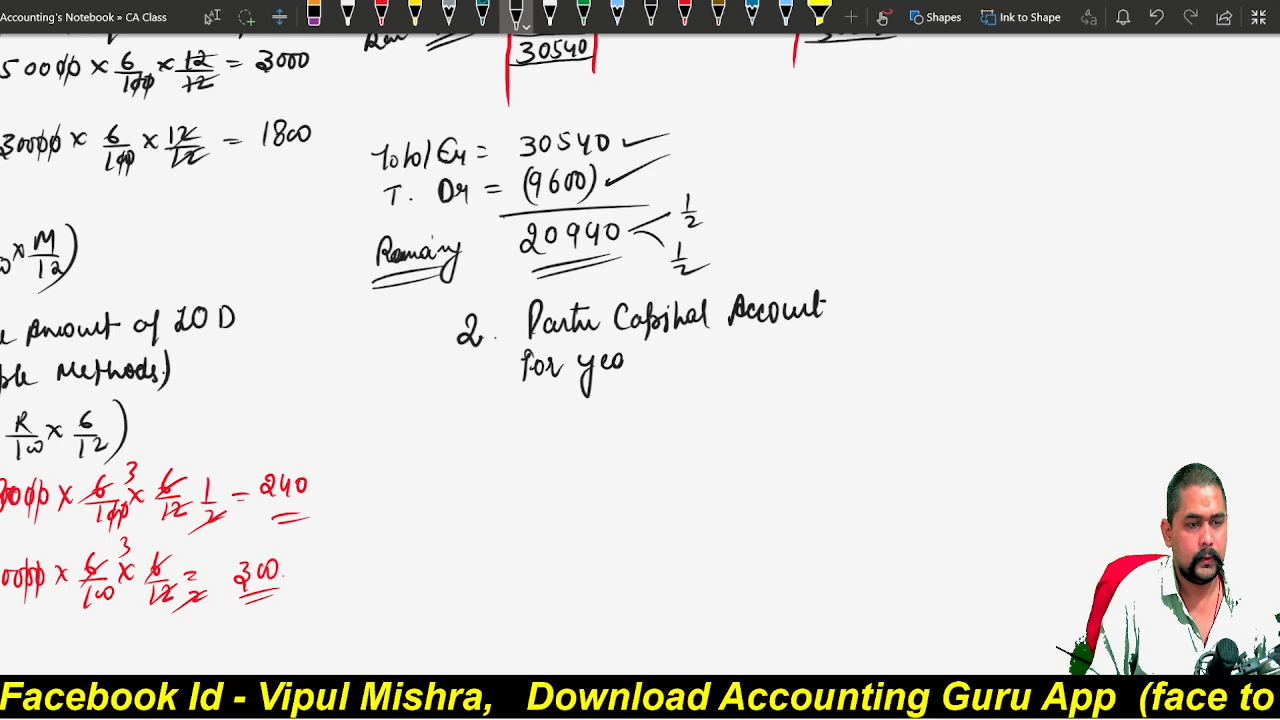 Accounting's Notebook » CA Class
Shapes
Ink to Shape
50000 × 6/100 × 12/12 = 3000
30000 × 6/100 × 12/12 = 1800
× M/12)
Amount of IOD
Methods)
R/100 × 6/12)
6/100 3 × 6/12 1/2 = 240
× 6/100 3 × 6/12 = 2 300
30540
Total Cr = 30540
T. Dr = (9600)
Remaing 20940 1/2
1/2
2. Partn Capital Account
For yea
Facebook Id - Vipul Mishra, Download Accounting Guru App (face to